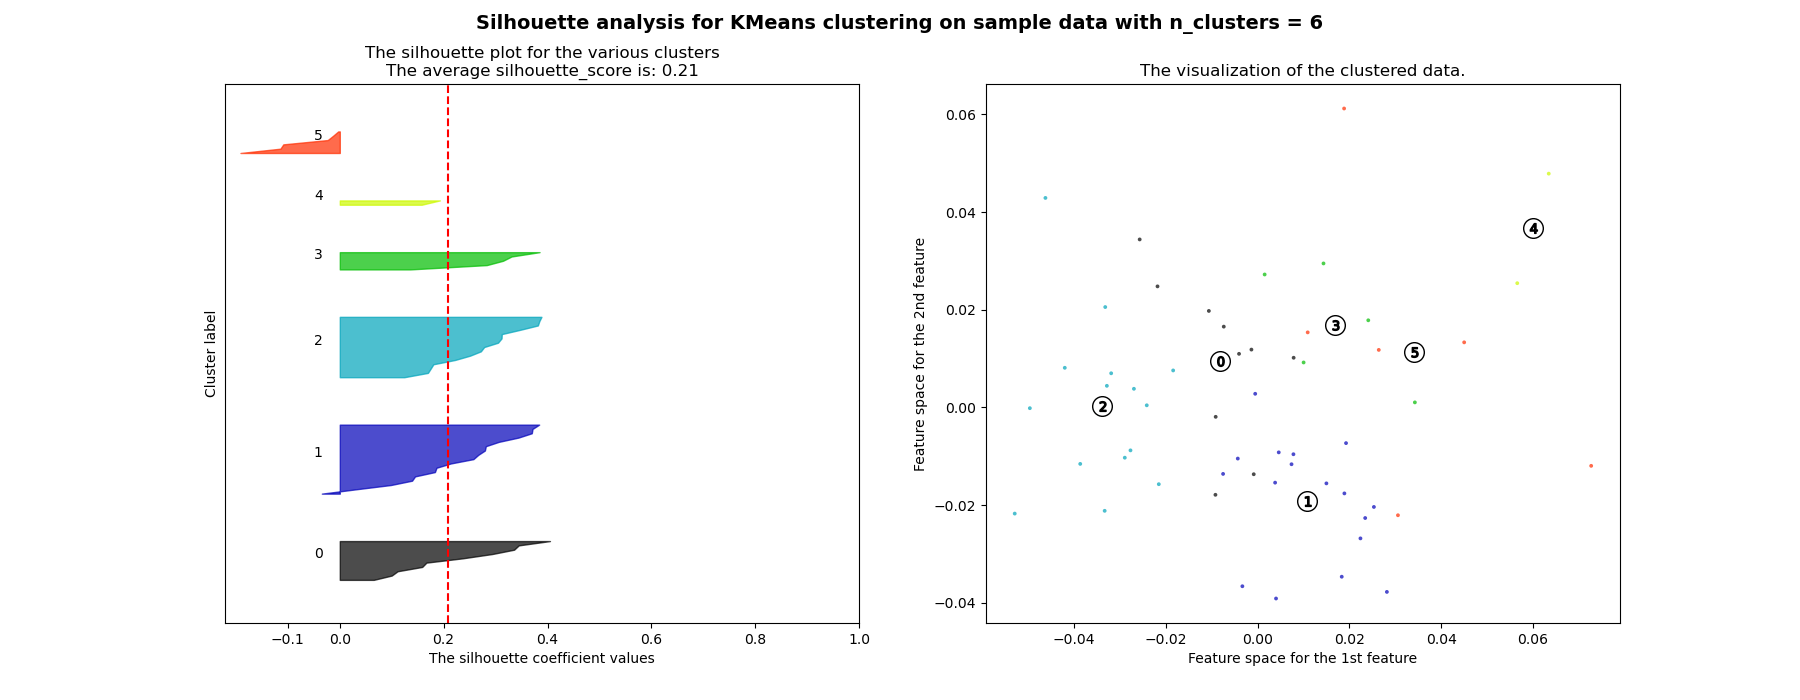 Silhouette analysis for KMeans clustering on sample data with n_clusters = 6
The silhouette plot for the various clusters
The average silhouette_score is: 0.21
5
4
3
2
1
0
Cluster label
−0.1 0.0 0.2 0.4 0.6 0.8 1.0
The silhouette coefficient values
The visualization of the clustered data.
0.06
0.04
0.02
0.00
−0.02
−0.04
Feature space for the 2nd feature
4
3
5
0
2
1
−0.04 −0.02 0.00 0.02 0.04 0.06
Feature space for the 1st feature